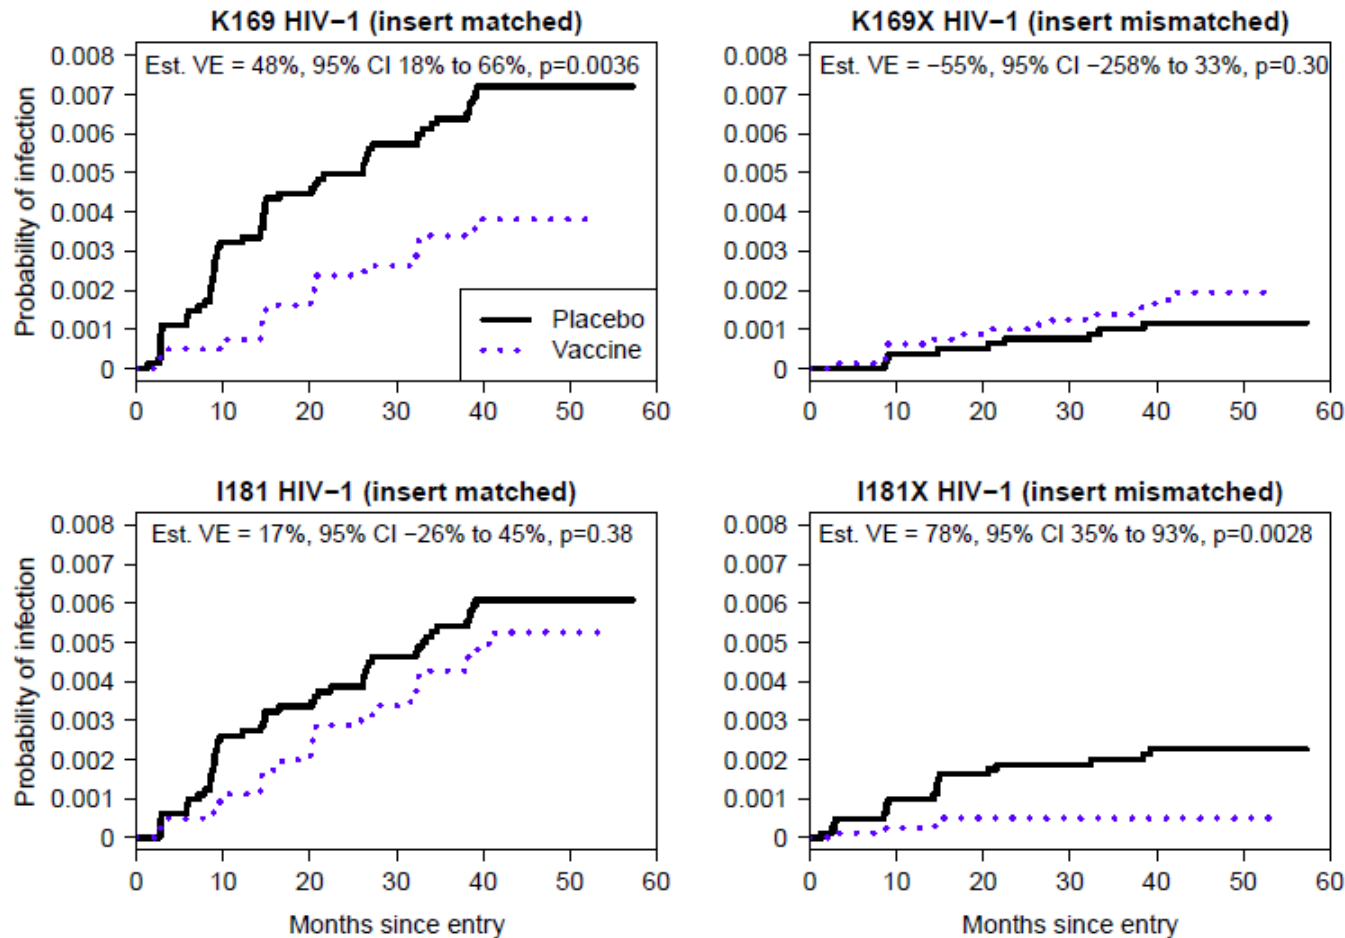 K169 HIV−1 (insert matched)
Est. VE = 48%, 95% CI 18% to 66%, p=0.0036
Probability of infection
0.008
0.007
0.006
0.005
0.004
0.003
0.002
0.001
0
Placebo
Vaccine
0 10 20 30 40 50 60
K169X HIV−1 (insert mismatched)
Est. VE = −55%, 95% CI −258% to 33%, p=0.30
0.008
0.007
0.006
0.005
0.004
0.003
0.002
0.001
0
0 10 20 30 40 50 60
I181 HIV−1 (insert matched)
Est. VE = 17%, 95% CI −26% to 45%, p=0.38
Probability of infection
0.008
0.007
0.006
0.005
0.004
0.003
0.002
0.001
0
0 10 20 30 40 50 60
Months since entry
I181X HIV−1 (insert mismatched)
Est. VE = 78%, 95% CI 35% to 93%, p=0.0028
0.008
0.007
0.006
0.005
0.004
0.003
0.002
0.001
0
0 10 20 30 40 50 60
Months since entry